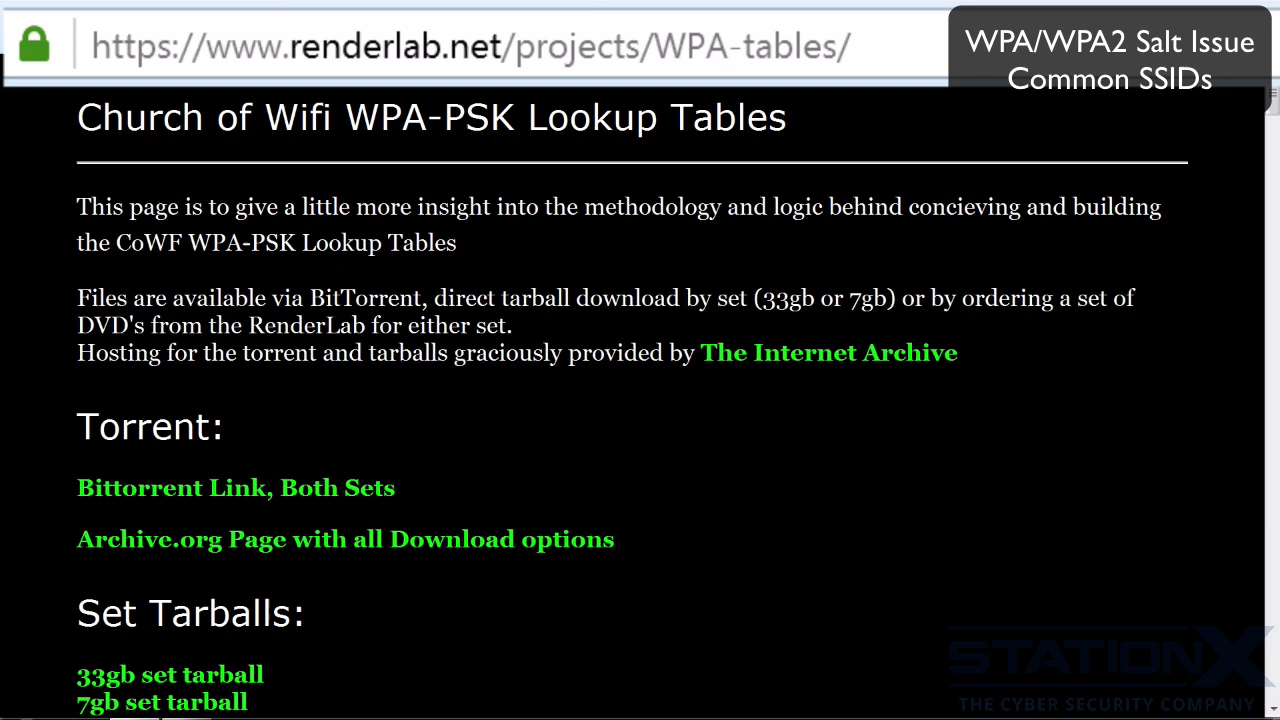 https://www.renderlab.net/projects/WPA-tables/
WPA/WPA2 Salt Issue
Common SSIDs
Church of Wifi WPA-PSK Lookup Tables
This page is to give a little more insight into the methodology and logic behind concieving and building
the CoWF WPA-PSK Lookup Tables
Files are available via BitTorrent, direct tarball download by set (33gb or 7gb) or by ordering a set of
DVD's from the RenderLab for either set.
Hosting for the torrent and tarballs graciously provided by The Internet Archive
Torrent:
Bittorrent Link, Both Sets
Archive.org Page with all Download options
Set Tarballs:
33gb set tarball
7gb set tarball
STATIONX
THE CYBER SECURITY COMPANY